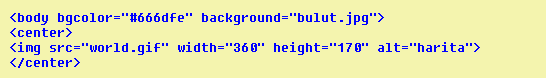 <body bgcolor="#666dfe" background="bulut.jpg">
<center>
<img src="world.gif" width="360" height="170" alt="harita">
</center>